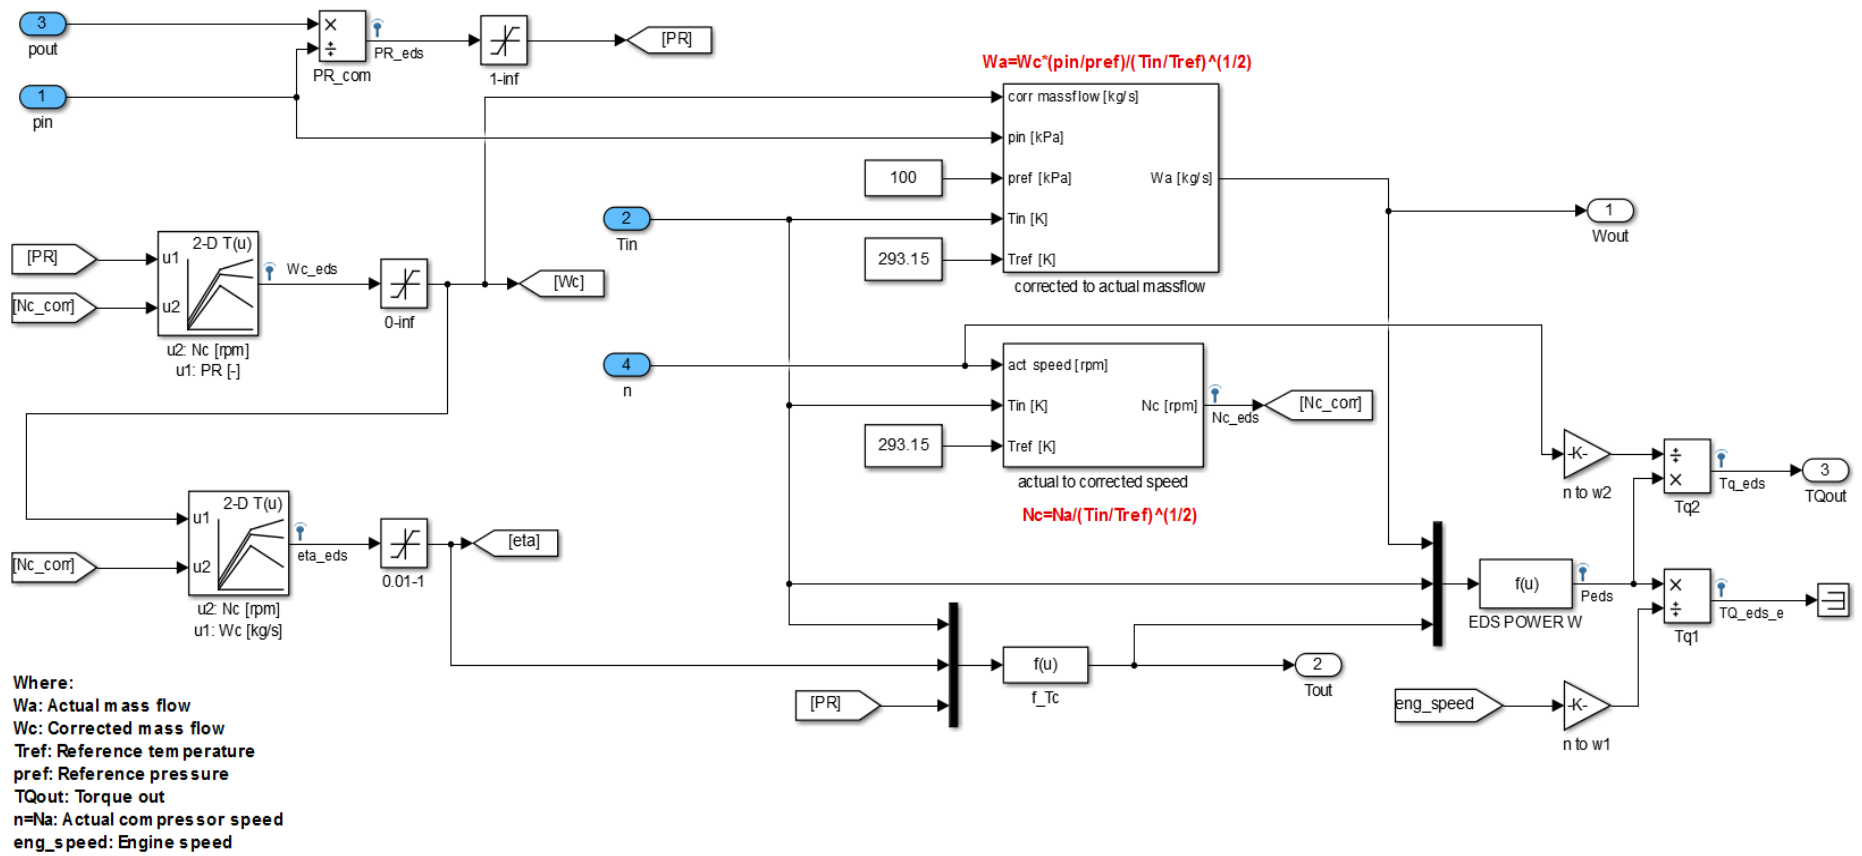 3
pout
×
÷
PR_com
PR_eds
1-inf
[PR]
1
pin
Wa=Wc*(pin/pref)/(Tin/Tref)^(1/2)
corr massflow [kg/s]
pin [kPa]
100
pref [kPa]
Wa [kg/s]
2
Tin
Tin [K]
293.15
Tref [K]
corrected to actual massflow
1
Wout
[PR]
[Nc_corr]
2-D T(u)
u1
u2
u2: Nc [rpm]
u1: PR [-]
Wc_eds
0-inf
[Wc]
4
n
act speed [rpm]
Tin [K]
Nc [rpm]
293.15
Tref [K]
actual to corrected speed
Nc=Na/(Tin/Tref)^(1/2)
Nc_eds
[Nc_corr]
-K-
n to w2
÷
×
Tq2
Tq_eds
3
TQout
[Nc_corr]
2-D T(u)
u1
u2
u2: Nc [rpm]
u1: Wc [kg/s]
eta_eds
0.01-1
[eta]
f(u)
EDS POWER W
Peds
×
÷
Tq1
TQ_eds_e
[PR]
f(u)
f_Tc
2
Tout
eng_speed
-K-
n to w1
Where:
Wa: Actual mass flow
Wc: Corrected mass flow
Tref: Reference temperature
pref: Reference pressure
TQout: Torque out
n=Na: Actual compressor speed
eng_speed: Engine speed